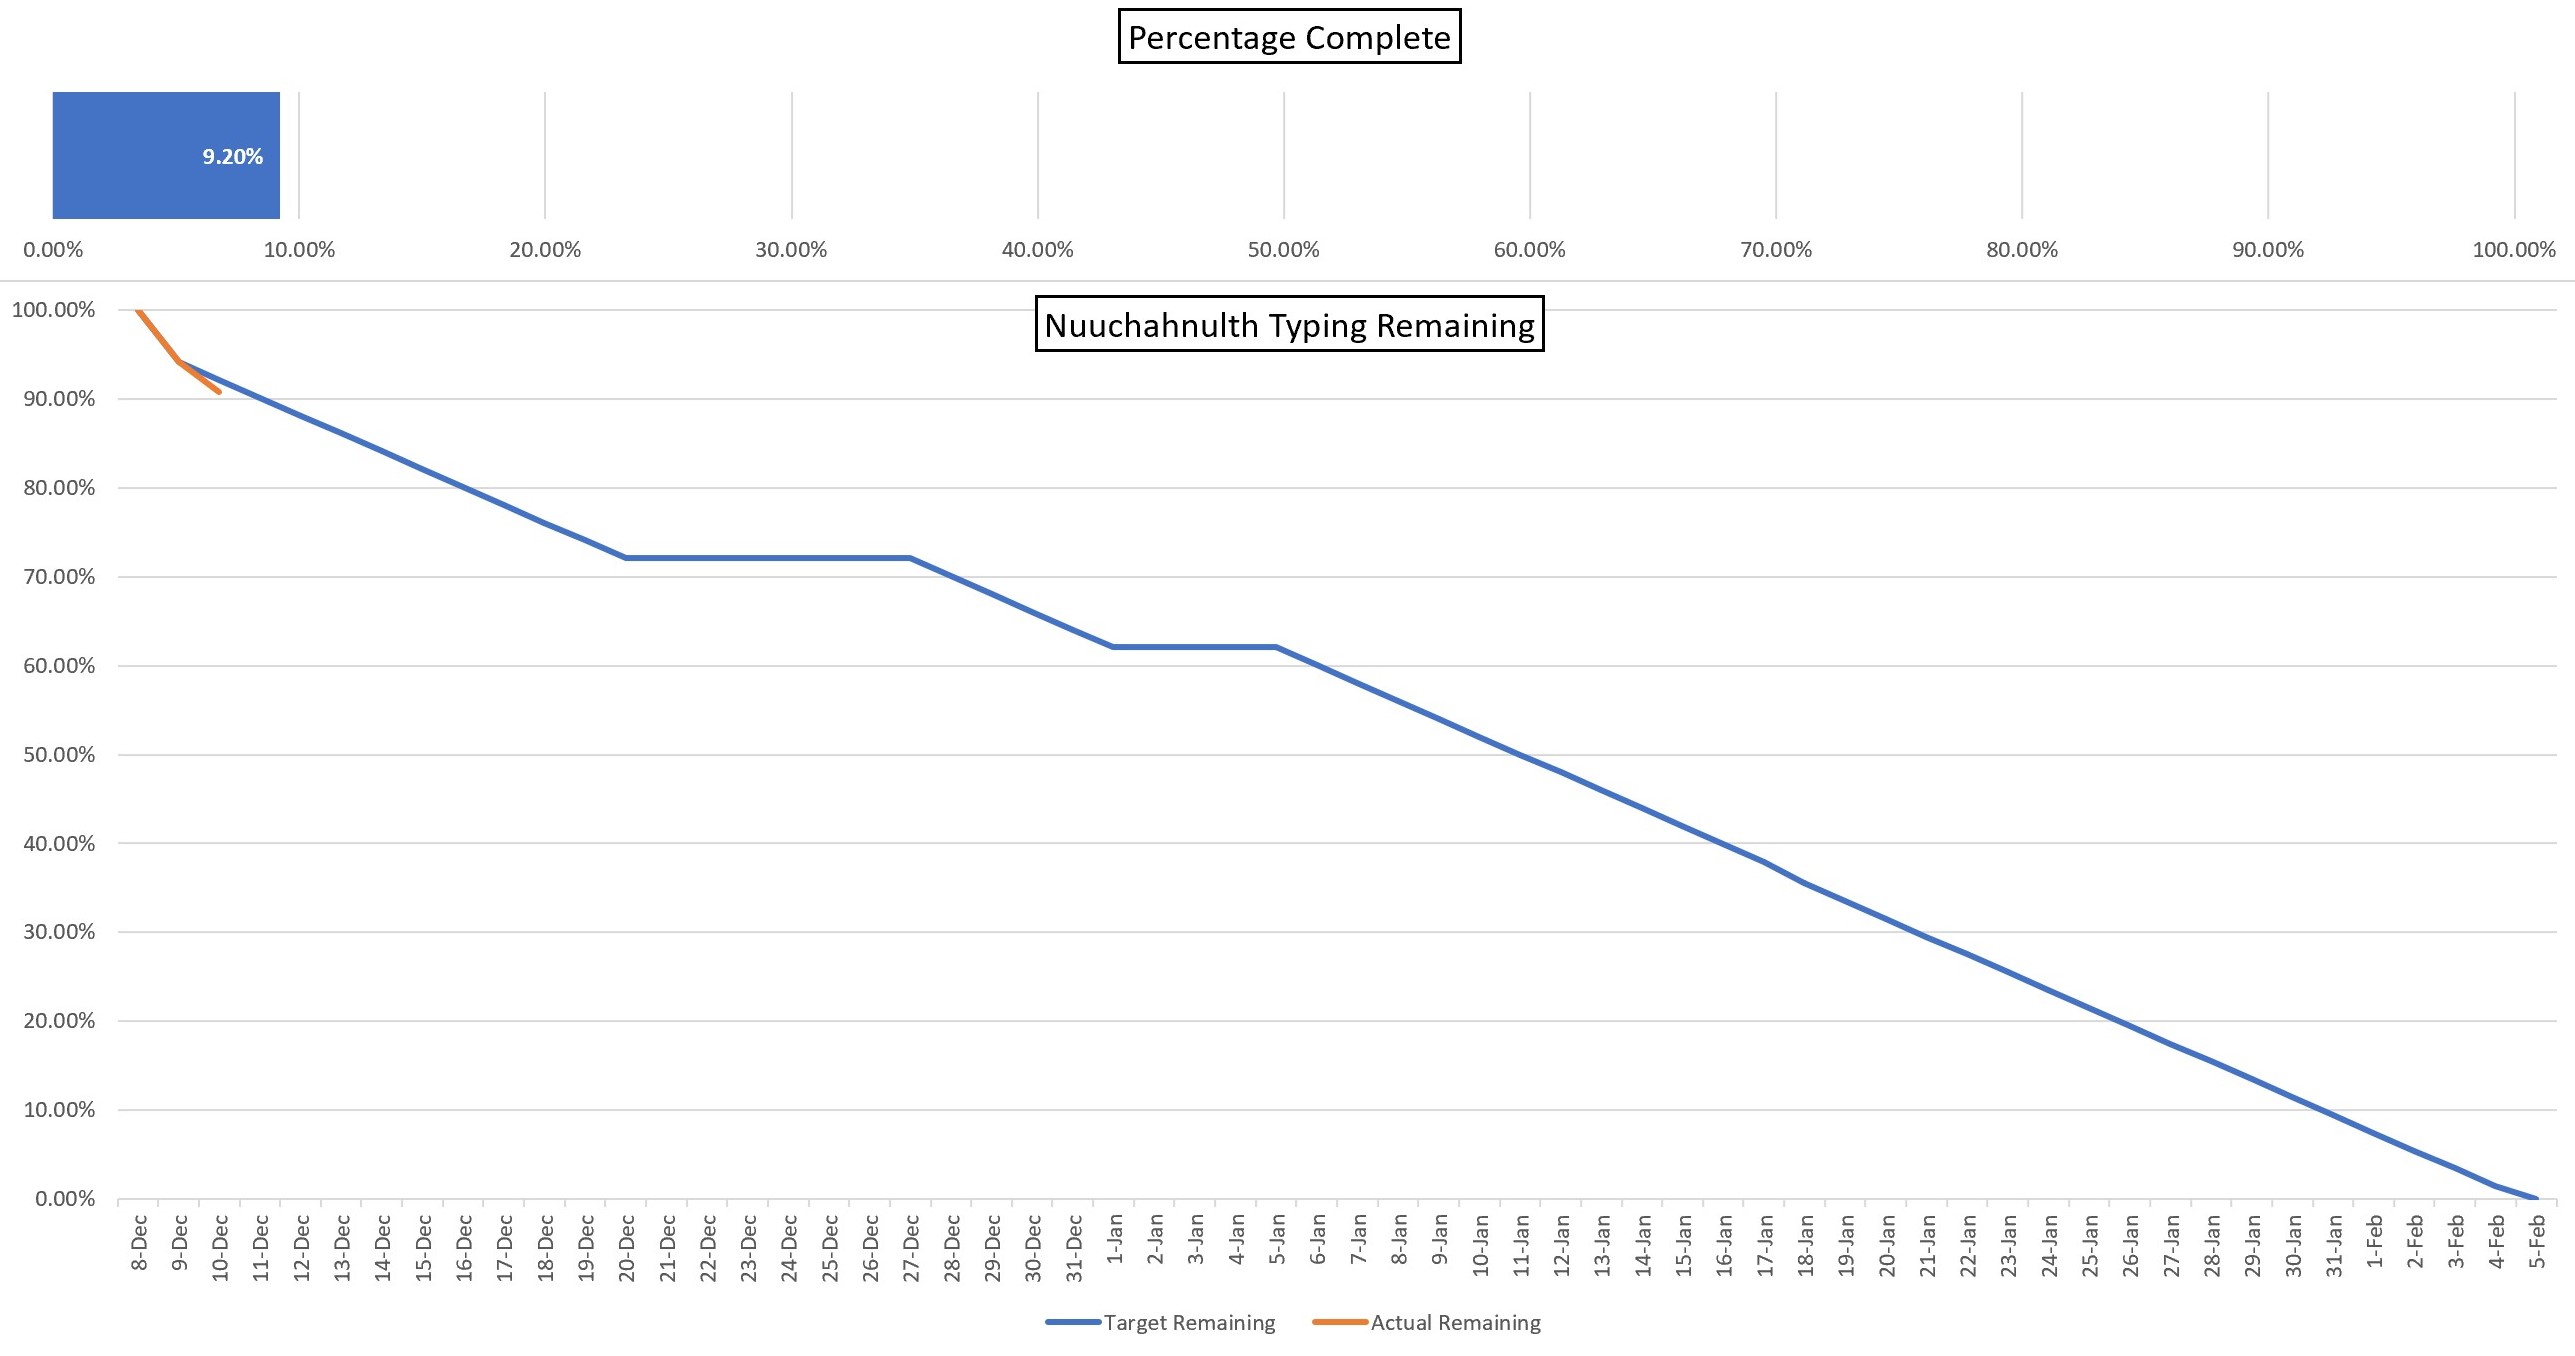 Percentage Complete
9.20%
0.00% 10.00% 20.00% 30.00% 40.00% 50.00% 60.00% 70.00% 80.00% 90.00% 100.00%
Nuuchahnulth Typing Remaining
100.00%
90.00%
80.00%
70.00%
60.00%
50.00%
40.00%
30.00%
20.00%
10.00%
0.00%
8-Dec
9-Dec
10-Dec
11-Dec
12-Dec
13-Dec
14-Dec
15-Dec
16-Dec
17-Dec
18-Dec
19-Dec
20-Dec
21-Dec
22-Dec
23-Dec
24-Dec
25-Dec
26-Dec
27-Dec
28-Dec
29-Dec
30-Dec
31-Dec
1-Jan
2-Jan
3-Jan
4-Jan
5-Jan
6-Jan
7-Jan
8-Jan
9-Jan
10-Jan
11-Jan
12-Jan
13-Jan
14-Jan
15-Jan
16-Jan
17-Jan
18-Jan
19-Jan
20-Jan
21-Jan
22-Jan
23-Jan
24-Jan
25-Jan
26-Jan
27-Jan
28-Jan
29-Jan
30-Jan
31-Jan
1-Feb
2-Feb
3-Feb
4-Feb
5-Feb
Target Remaining Actual Remaining